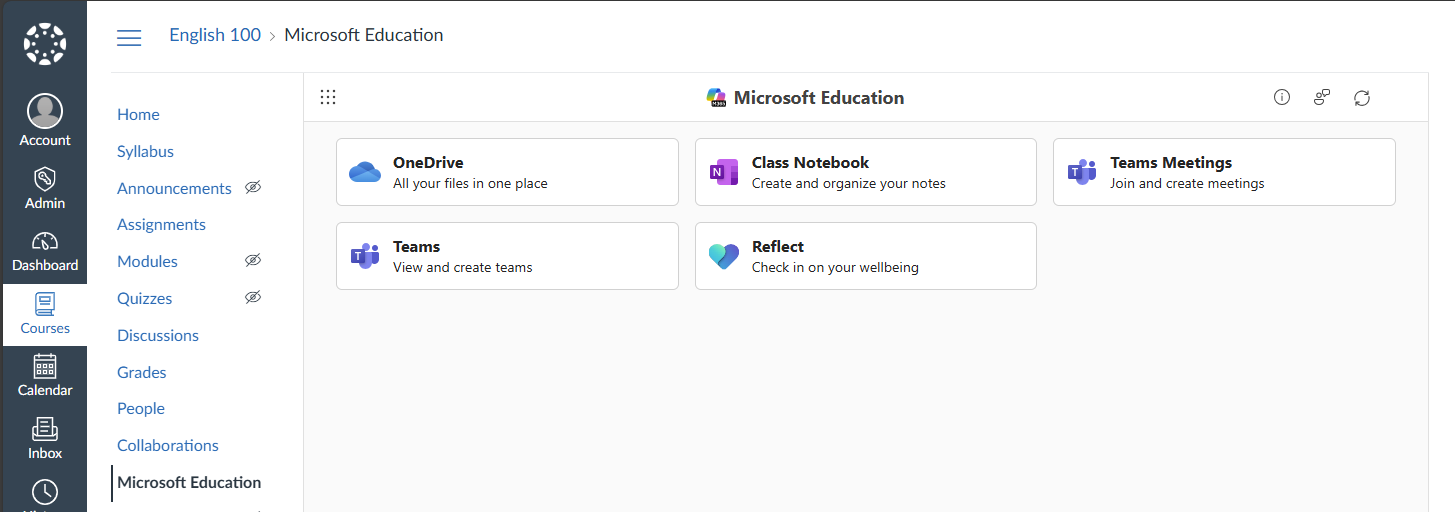 English 100 > Microsoft Education
Account
Admin
Dashboard
Courses
Calendar
Inbox
Home
Syllabus
Announcements
Assignments
Modules
Quizzes
Discussions
Grades
People
Collaborations
Microsoft Education
M365 Microsoft Education
OneDrive
All your files in one place
Class Notebook
Create and organize your notes
Teams Meetings
Join and create meetings
Teams
View and create teams
Reflect
Check in on your wellbeing